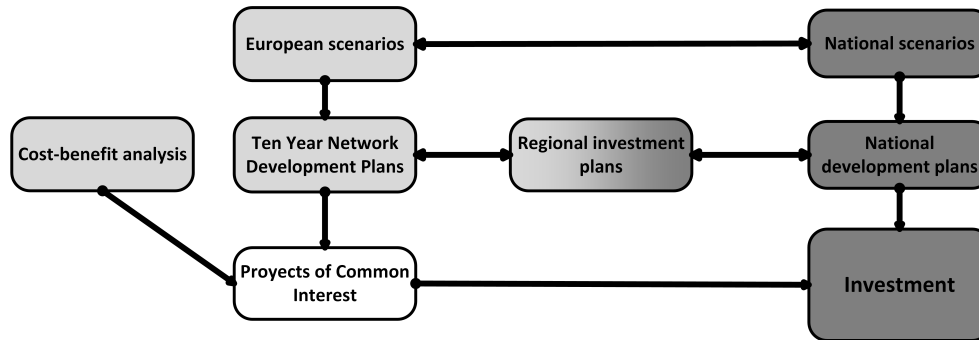 European scenarios
National scenarios
Cost-benefit analysis
Ten Year Network
Development Plans
Regional investment
plans
National
development plans
Proyects of Common
Interest
Investment